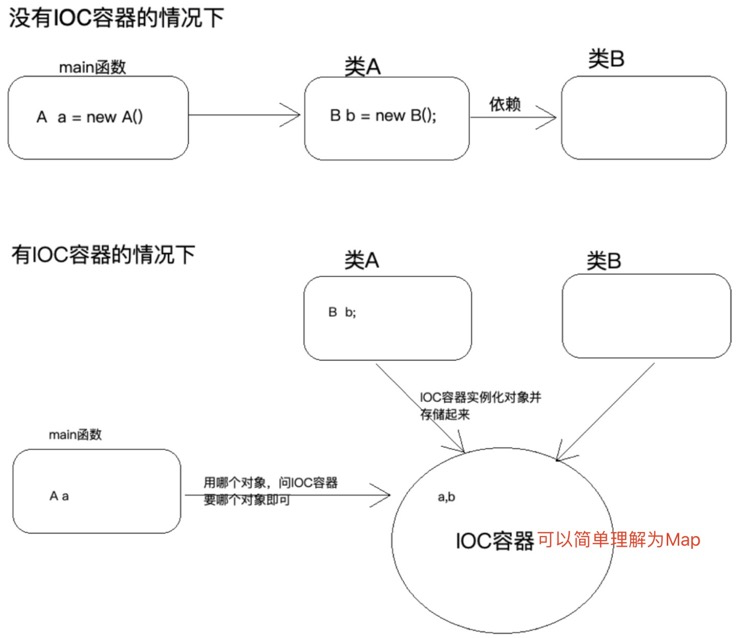 没有IOC容器的情况下
main函数
类A
类B
A a = new A()
B b = new B();
依赖
有IOC容器的情况下
类A
类B
B b;
IOC容器实例化对象并
存储起来
main函数
A a
用哪个对象，问IOC容器
要哪个对象即可
a,b
IOC容器可以简单理解为Map